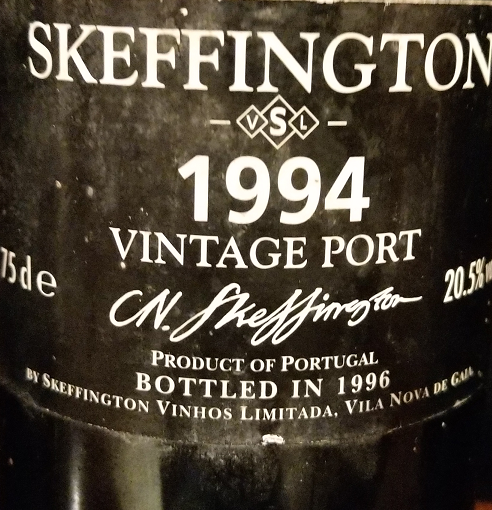 SKEFFINGTON
V S L
1994
VINTAGE PORT
75 cl e
20.5%
C.N. Skeffington
PRODUCT OF PORTUGAL
BOTTLED IN 1996
BY SKEFFINGTON VINHOS LIMITADA, VILA NOVA DE GAIA